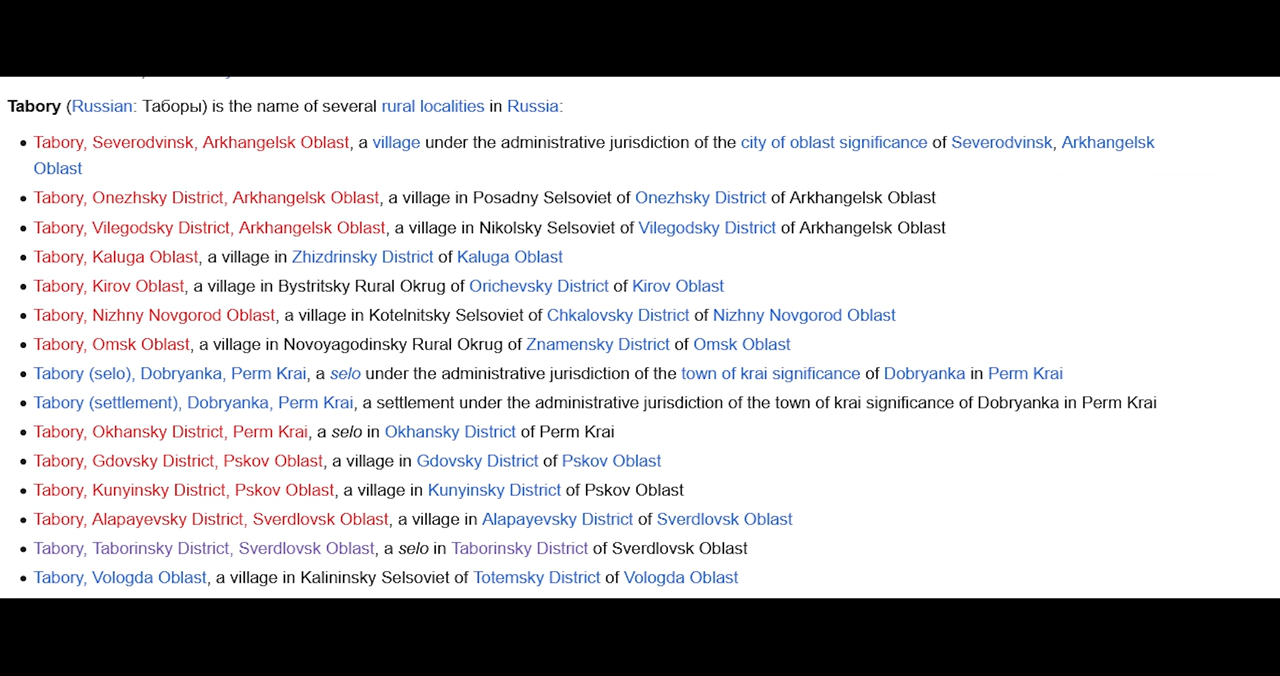 Tabory (Russian: Таборы) is the name of several rural localities in Russia:
• Tabory, Severodvinsk, Arkhangelsk Oblast, a village under the administrative jurisdiction of the city of oblast significance of Severodvinsk, Arkhangelsk
Oblast
• Tabory, Onezhsky District, Arkhangelsk Oblast, a village in Posadny Selsoviet of Onezhsky District of Arkhangelsk Oblast
• Tabory, Vilegodsky District, Arkhangelsk Oblast, a village in Nikolsky Selsoviet of Vilegodsky District of Arkhangelsk Oblast
• Tabory, Kaluga Oblast, a village in Zhizdrinsky District of Kaluga Oblast
• Tabory, Kirov Oblast, a village in Bystritsky Rural Okrug of Orichevsky District of Kirov Oblast
• Tabory, Nizhny Novgorod Oblast, a village in Kotelnitsky Selsoviet of Chkalovsky District of Nizhny Novgorod Oblast
• Tabory, Omsk Oblast, a village in Novoyagodinsky Rural Okrug of Znamensky District of Omsk Oblast
• Tabory (selo), Dobryanka, Perm Krai, a selo under the administrative jurisdiction of the town of krai significance of Dobryanka in Perm Krai
• Tabory (settlement), Dobryanka, Perm Krai, a settlement under the administrative jurisdiction of the town of krai significance of Dobryanka in Perm Krai
• Tabory, Okhansky District, Perm Krai, a selo in Okhansky District of Perm Krai
• Tabory, Gdovsky District, Pskov Oblast, a village in Gdovsky District of Pskov Oblast
• Tabory, Kunyinsky District, Pskov Oblast, a village in Kunyinsky District of Pskov Oblast
• Tabory, Alapayevsky District, Sverdlovsk Oblast, a village in Alapayevsky District of Sverdlovsk Oblast
• Tabory, Taborinsky District, Sverdlovsk Oblast, a selo in Taborinsky District of Sverdlovsk Oblast
• Tabory, Vologda Oblast, a village in Kalininsky Selsoviet of Totemsky District of Vologda Oblast